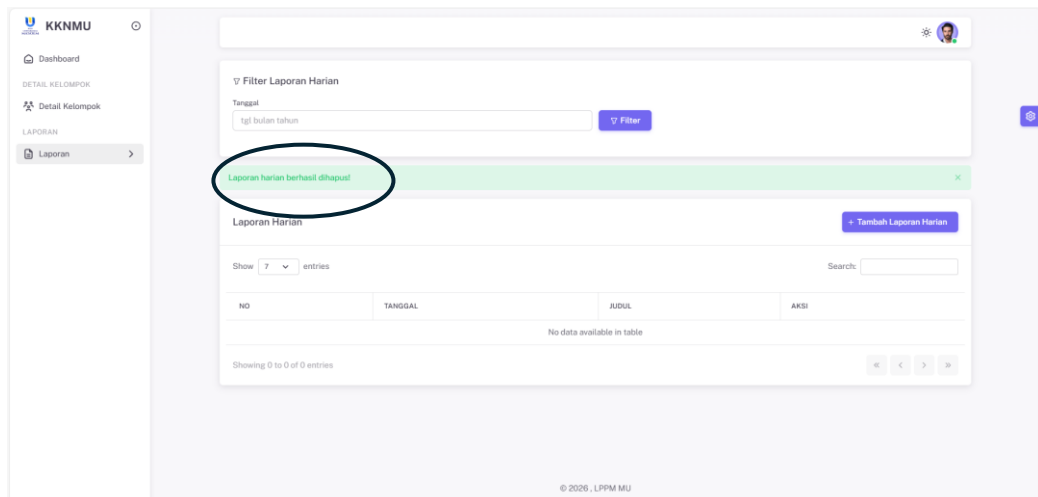 KKNMU
Dashboard
DETAIL KELOMPOK
Detail Kelompok
LAPORAN
Laporan
Filter Laporan Harian
Tanggal
tgl bulan tahun
Filter
Laporan harian berhasil dihapus!
Laporan Harian
+ Tambah Laporan Harian
Show 7 entries
Search:
NO TANGGAL JUDUL AKSI
No data available in table
Showing 0 to 0 of 0 entries
© 2026 , LPPM MU